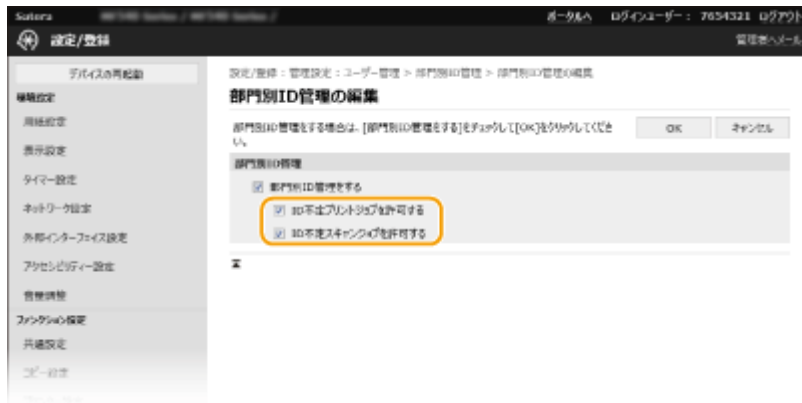 Satera
ポータルへ ログインユーザー: 7654321 ログアウト
設定/登録
管理者へメール
デバイスの再起動
環境設定
用紙設定
表示設定
タイマー設定
ネットワーク設定
外部インターフェイス設定
アクセシビリティー設定
音量調整
ファンクション設定
共通設定
コピー設定
設定/登録:管理設定:ユーザー管理 > 部門別ID管理 > 部門別ID管理の編集
部門別ID管理の編集
部門別ID管理をする場合は、[部門別ID管理をする]をチェックして[OK]をクリックしてください。
OK キャンセル
部門別ID管理
部門別ID管理をする
ID不定プリントジョブを許可する
ID不定スキャンジョブを許可する